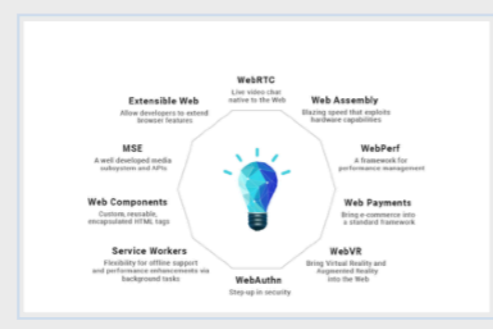 WebRTC
Live video chat
native to the Web
Extensible Web
Allow developers to extend
browser features
Web Assembly
Blazing speed that exploits
hardware capabilities
MSE
A well developed media
subsystem and APIs
WebPerf
A framework for
performance management
Web Components
Custom, reusable,
encapsulated HTML tags
Web Payments
Bring e-commerce into
a standard framework
Service Workers
Flexibility for offline support
and performance enhancements via
background tasks
WebVR
Bring Virtual Reality and
Augmented Reality
into the Web
WebAuthn
Step-up in security